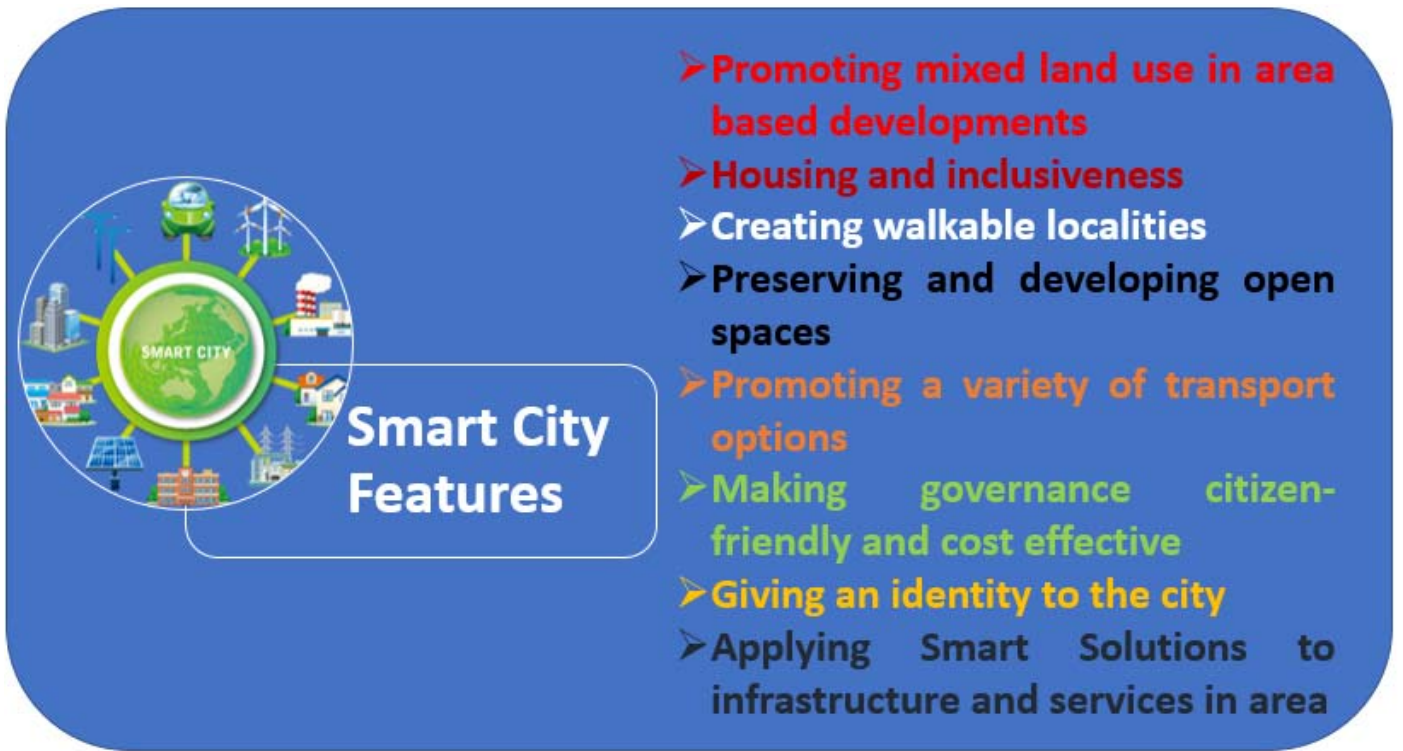 SMART CITY
Smart City
Features
➢Promoting mixed land use in area
based developments
➢Housing and inclusiveness
➢Creating walkable localities
➢Preserving and developing open
spaces
➢Promoting a variety of transport
options
➢Making governance citizen-
friendly and cost effective
➢Giving an identity to the city
➢Applying Smart Solutions to
infrastructure and services in area